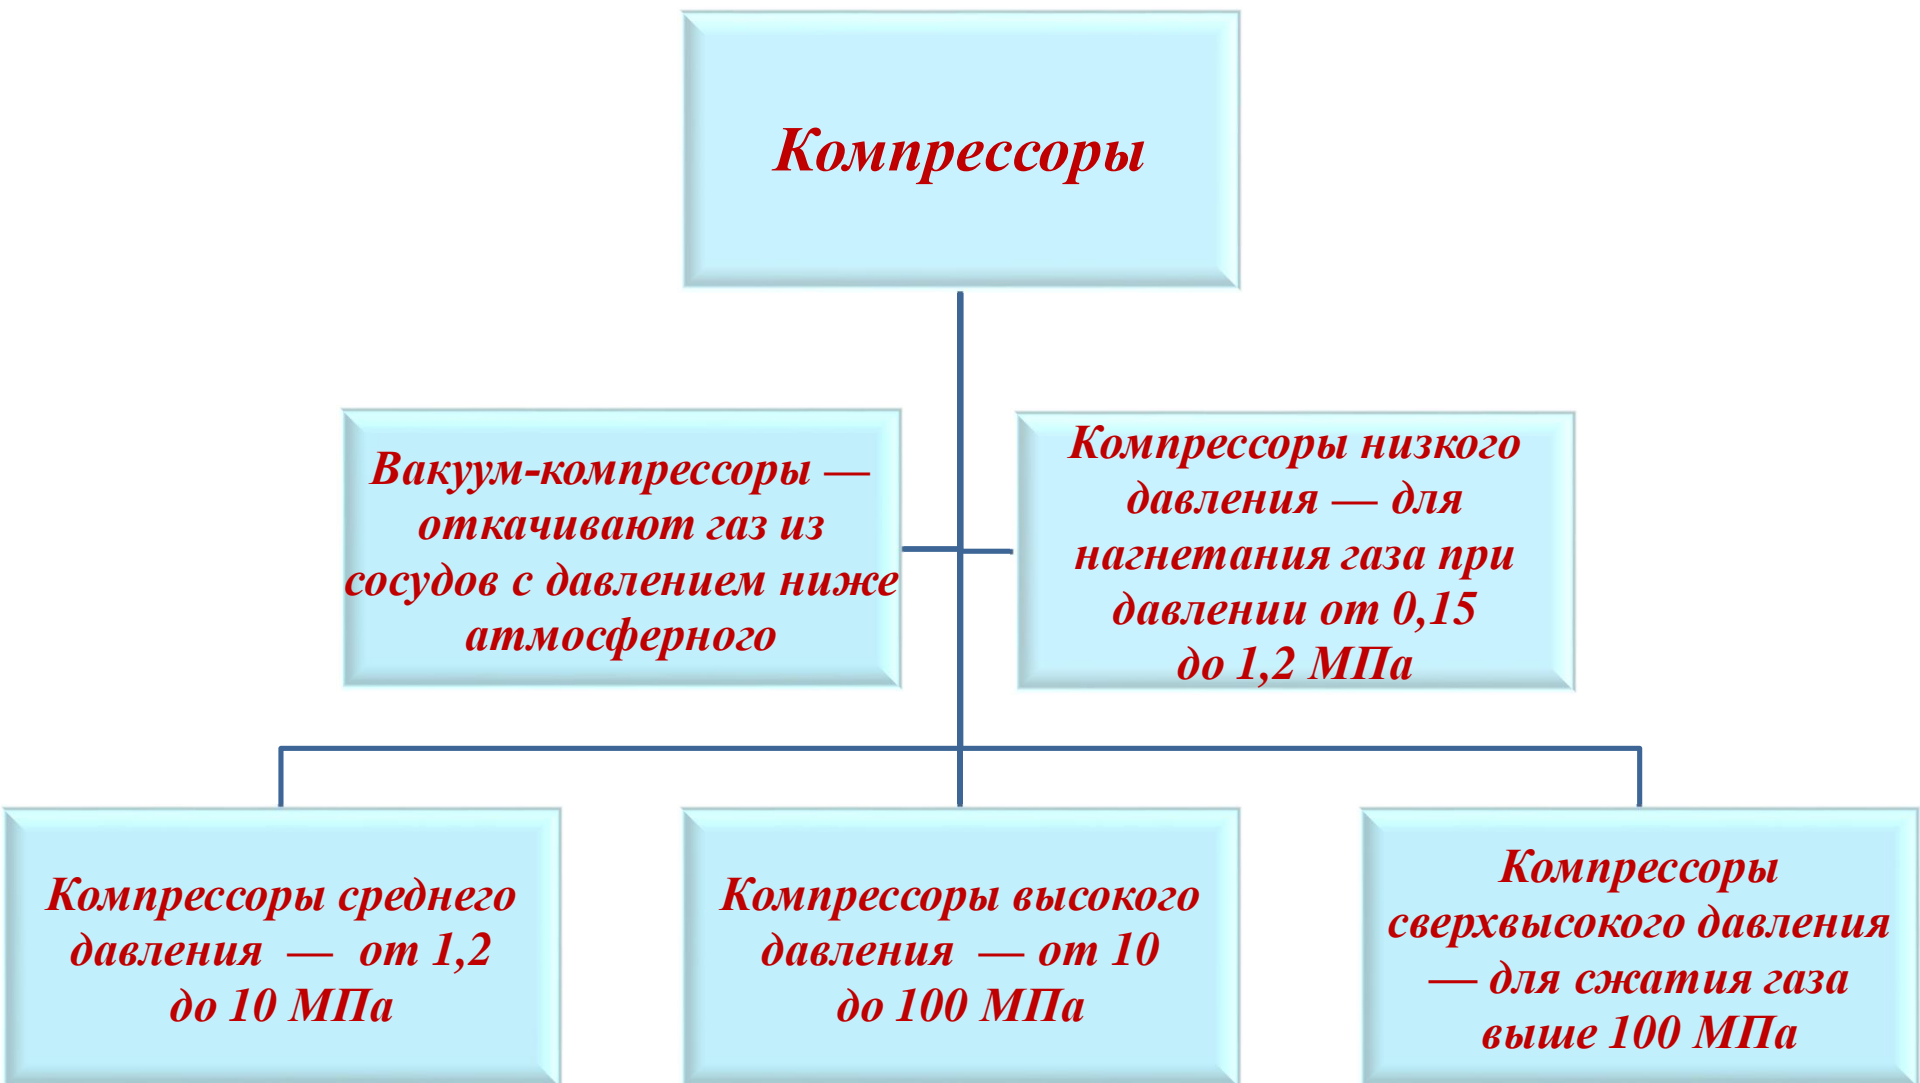 Компрессоры
Вакуум-компрессоры —
откачивают газ из
сосудов с давлением ниже
атмосферного
Компрессоры низкого
давления — для
нагнетания газа при
давлении от 0,15
до 1,2 МПа
Компрессоры среднего
давления — от 1,2
до 10 МПа
Компрессоры высокого
давления — от 10
до 100 МПа
Компрессоры
сверхвысокого давления
— для сжатия газа
выше 100 МПа